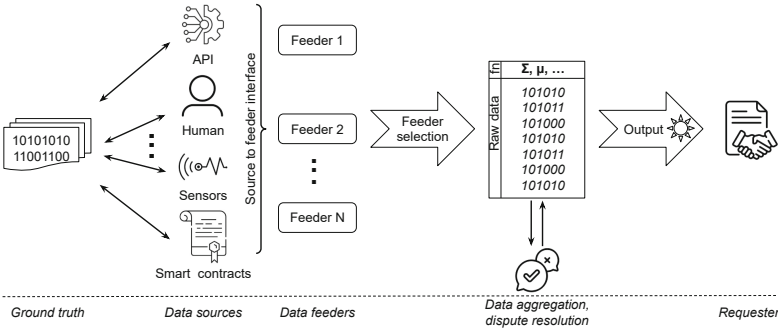 10101010
11001100
API
Human
Sensors
Smart contracts
Source to feeder interface
Feeder 1
Feeder 2
Feeder N
Feeder
selection
fn
Σ, μ, ...
Raw data
101010
101011
101000
101010
101011
101000
101010
Output
Ground truth
Data sources
Data feeders
Data aggregation,
dispute resolution
Requester